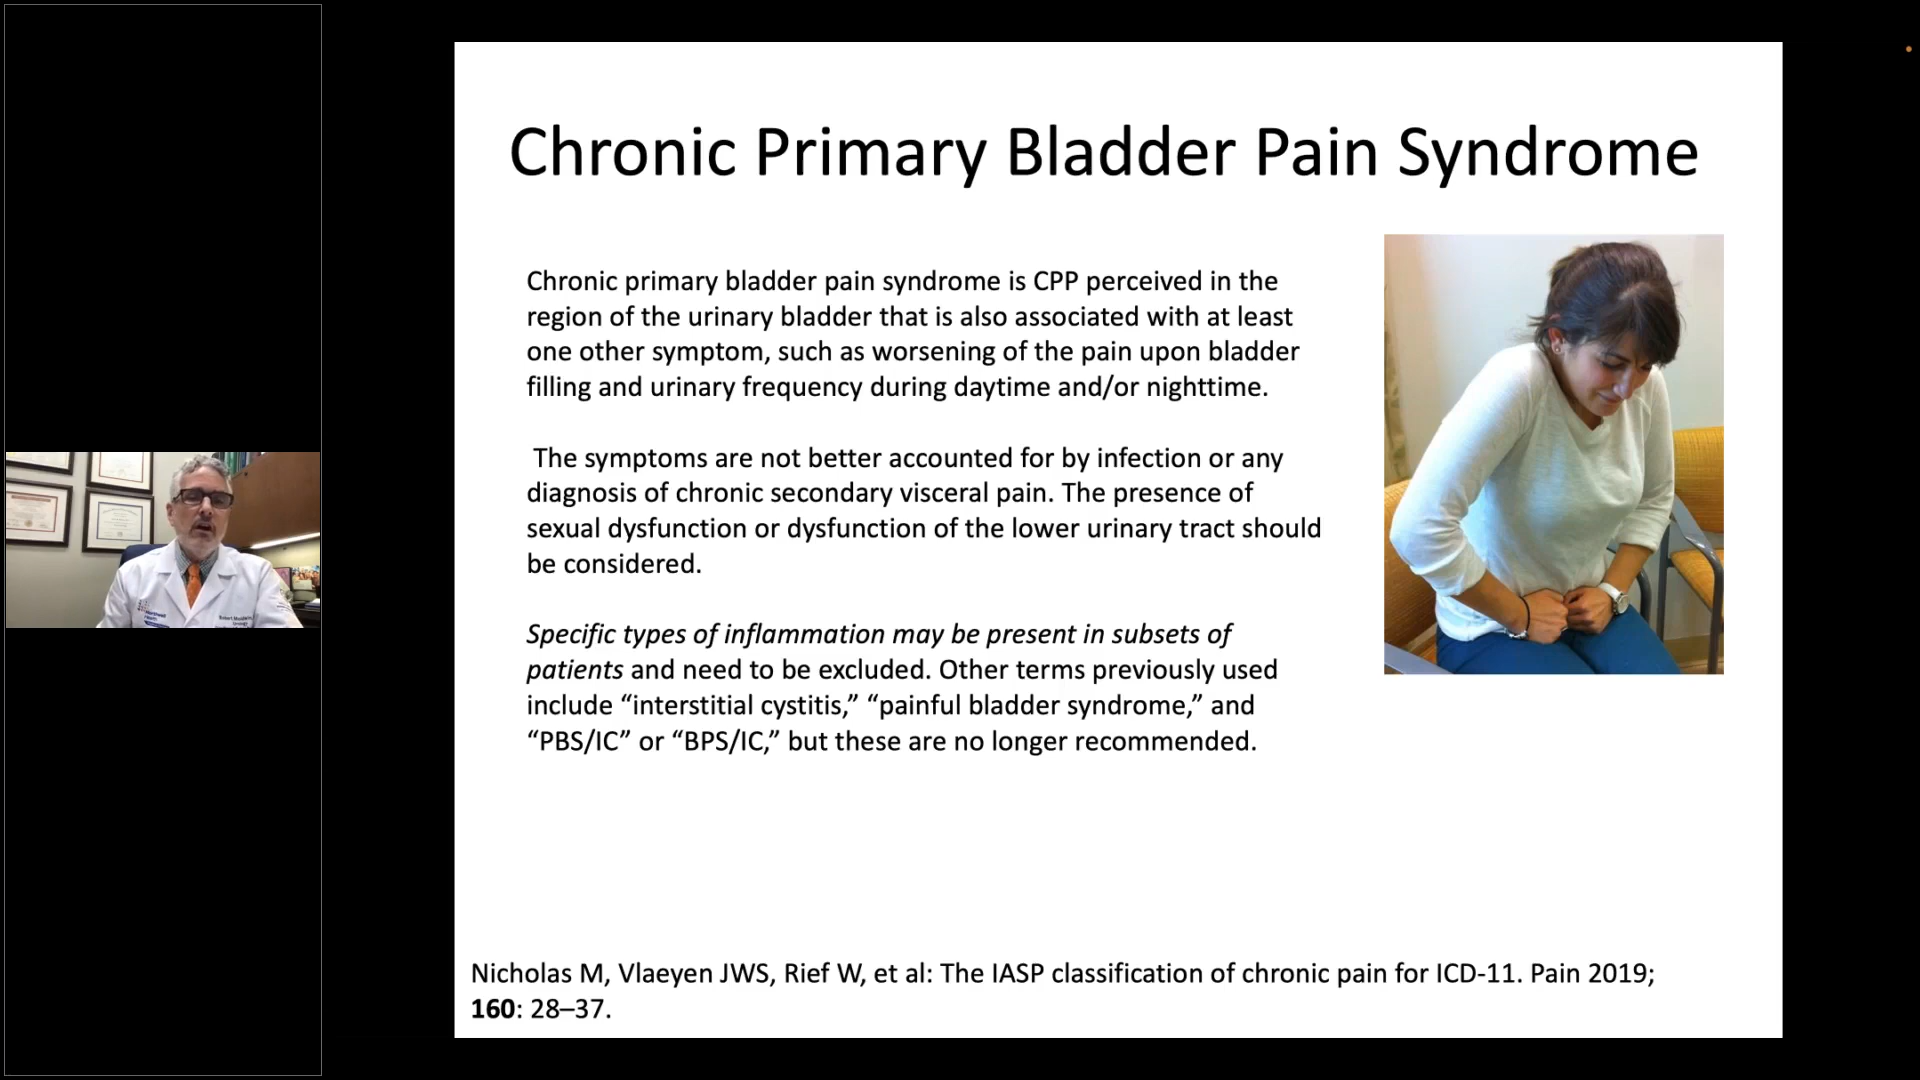 Chronic Primary Bladder Pain Syndrome
Chronic primary bladder pain syndrome is CPP perceived in the
region of the urinary bladder that is also associated with at least
one other symptom, such as worsening of the pain upon bladder
filling and urinary frequency during daytime and/or nighttime.
The symptoms are not better accounted for by infection or any
diagnosis of chronic secondary visceral pain. The presence of
sexual dysfunction or dysfunction of the lower urinary tract should
be considered.
Specific types of inflammation may be present in subsets of
patients and need to be excluded. Other terms previously used
include “interstitial cystitis,” “painful bladder syndrome,” and
“PBS/IC” or “BPS/IC,” but these are no longer recommended.
Nicholas M, Vlaeyen JWS, Rief W, et al: The IASP classification of chronic pain for ICD-11. Pain 2019;
160: 28–37.